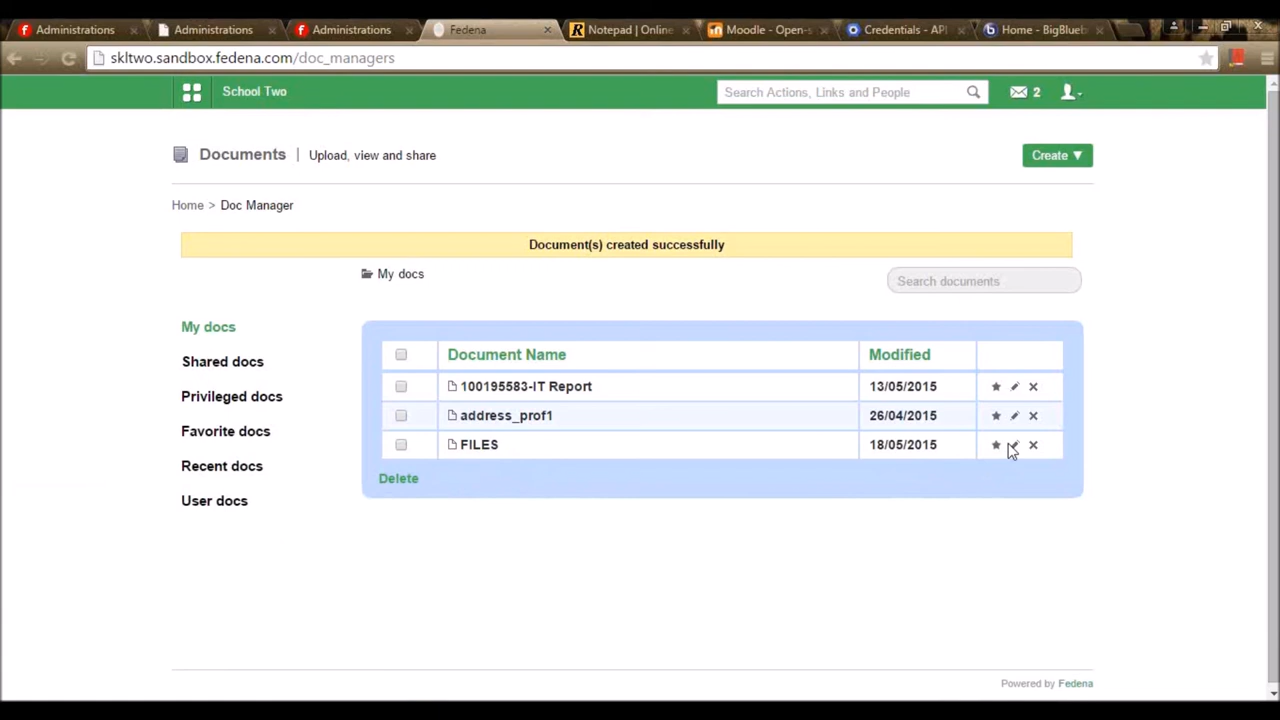 Administrations
Administrations
Administrations
Fedena
Notepad | Online
Moodle - Open-s
Credentials - API
Home - BigBlueb
skltwo.sandbox.fedena.com/doc_managers
School Two
Search Actions, Links and People
2
Documents | Upload, view and share
Create ▼
Home > Doc Manager
Document(s) created successfully
My docs
Search documents
My docs
Shared docs
Privileged docs
Favorite docs
Recent docs
User docs
Document Name Modified
100195583-IT Report 13/05/2015
address_prof1 26/04/2015
FILES 18/05/2015
Delete
Powered by Fedena